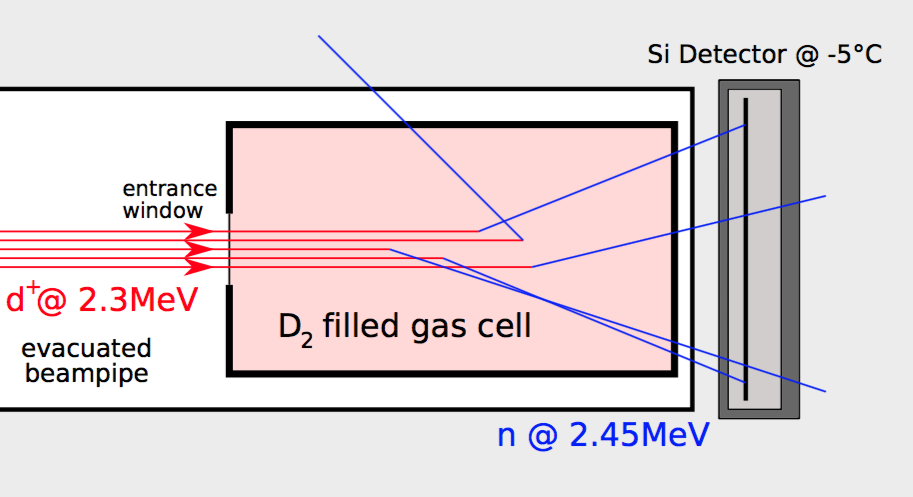 Si Detector @ -5°C
entrance
window
d⁺@ 2.3MeV
evacuated
beampipe
D₂ filled gas cell
n @ 2.45MeV